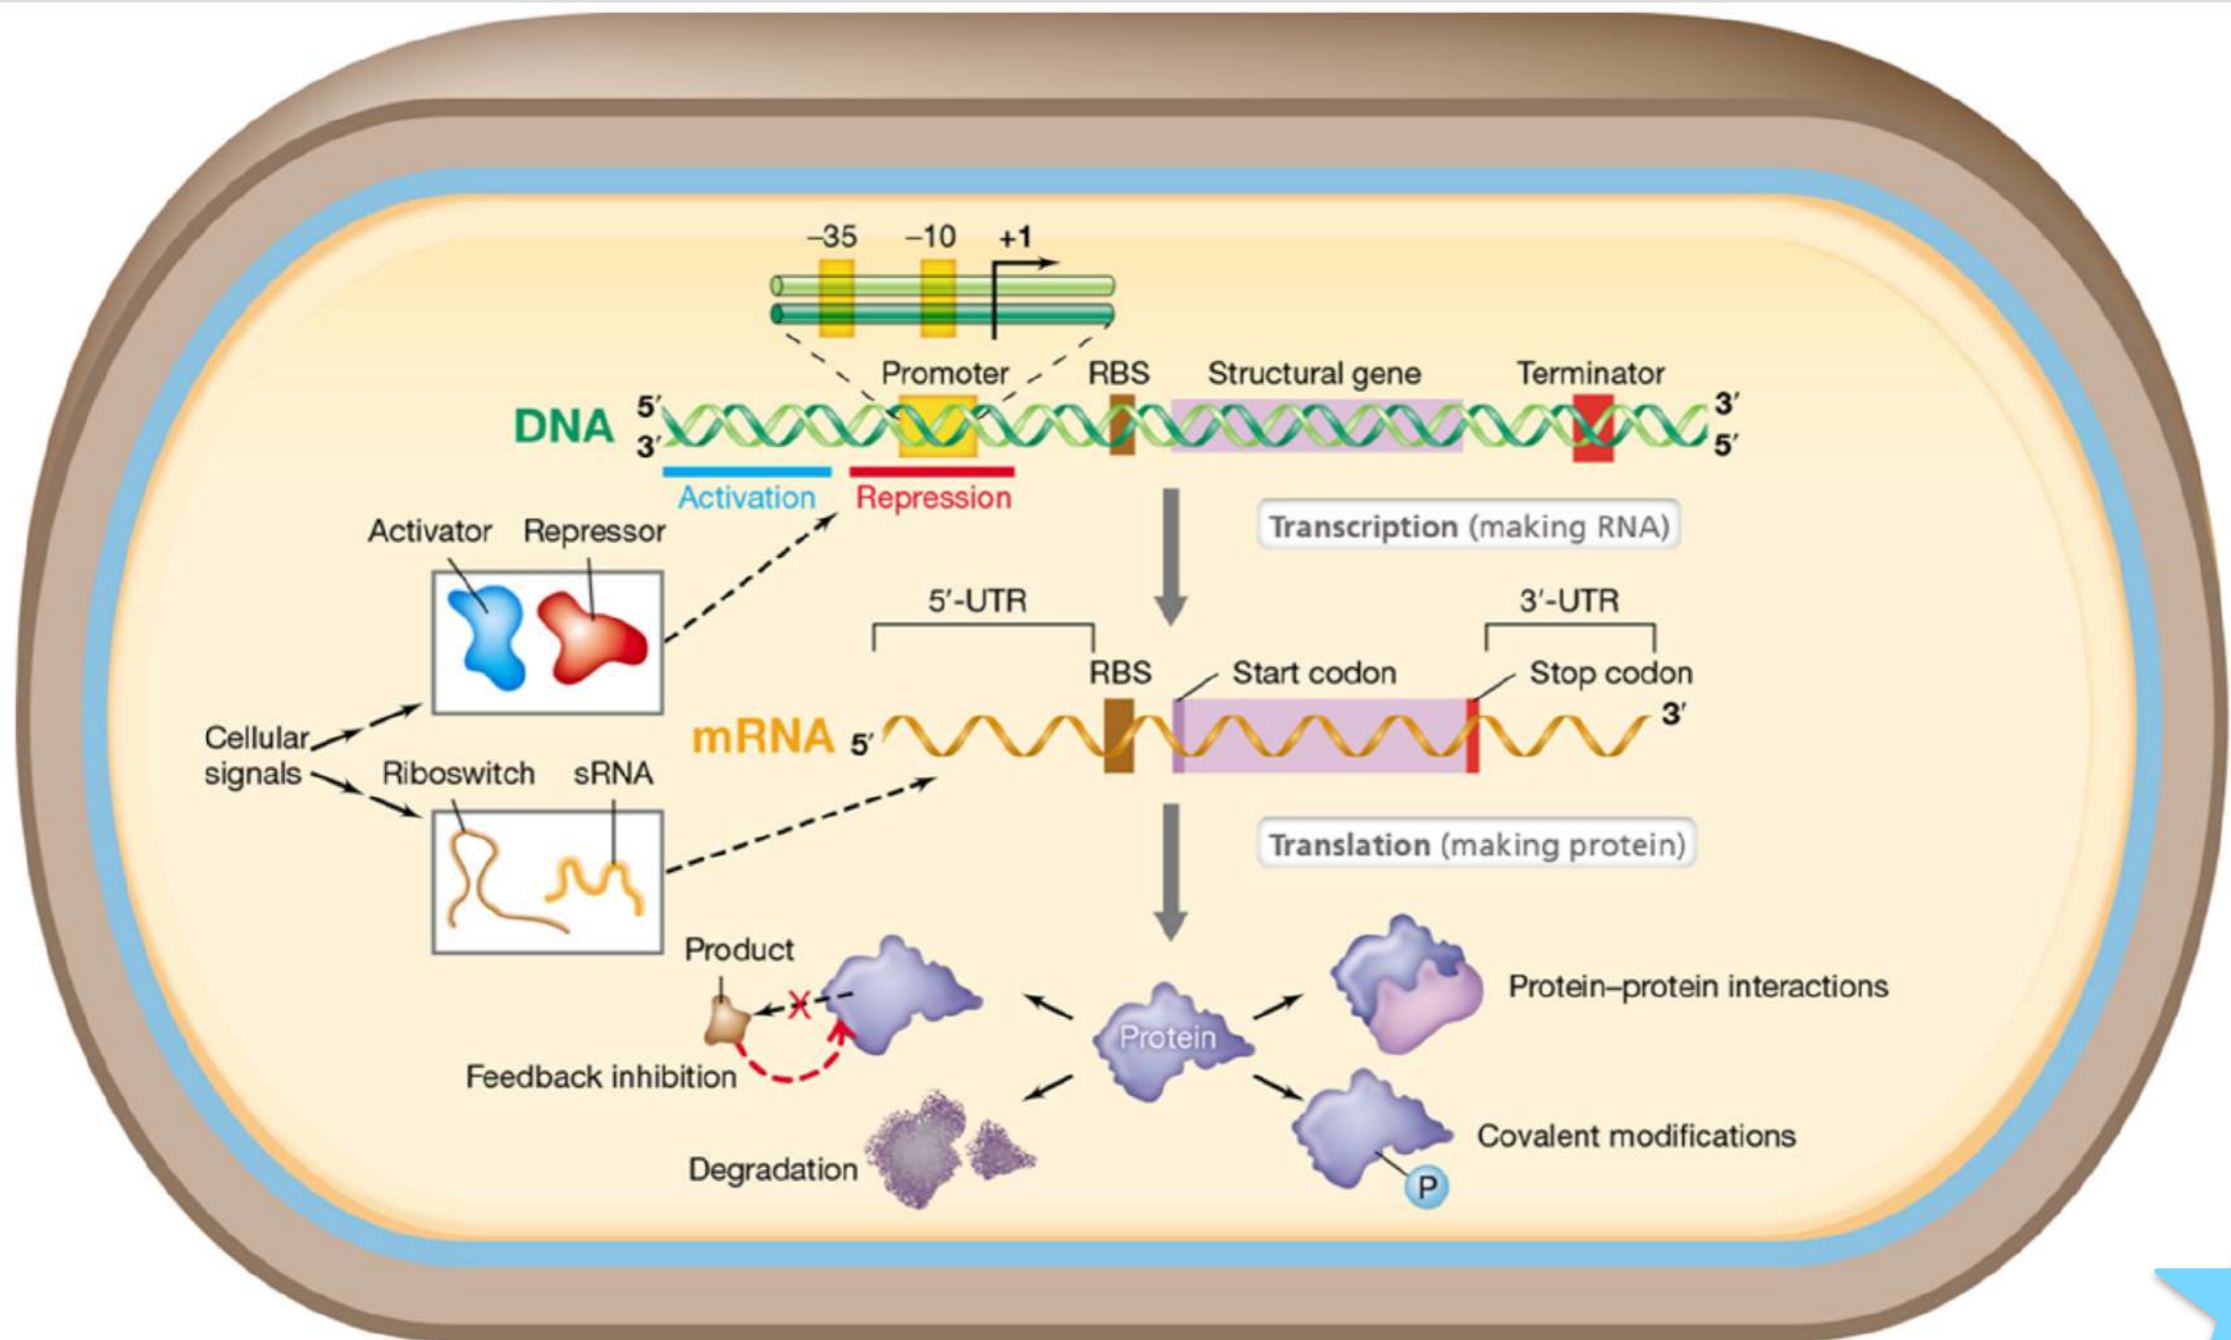 –35 –10 +1
Promoter RBS Structural gene Terminator
DNA 5′ 3′
3′ 5′
Activation Repression
Activator Repressor
Transcription (making RNA)
5′-UTR 3′-UTR
RBS Start codon Stop codon
mRNA 5′ 3′
Cellular
signals
Riboswitch sRNA
Translation (making protein)
Product
X
Protein–protein interactions
Protein
Feedback inhibition
Covalent modifications
Degradation
P